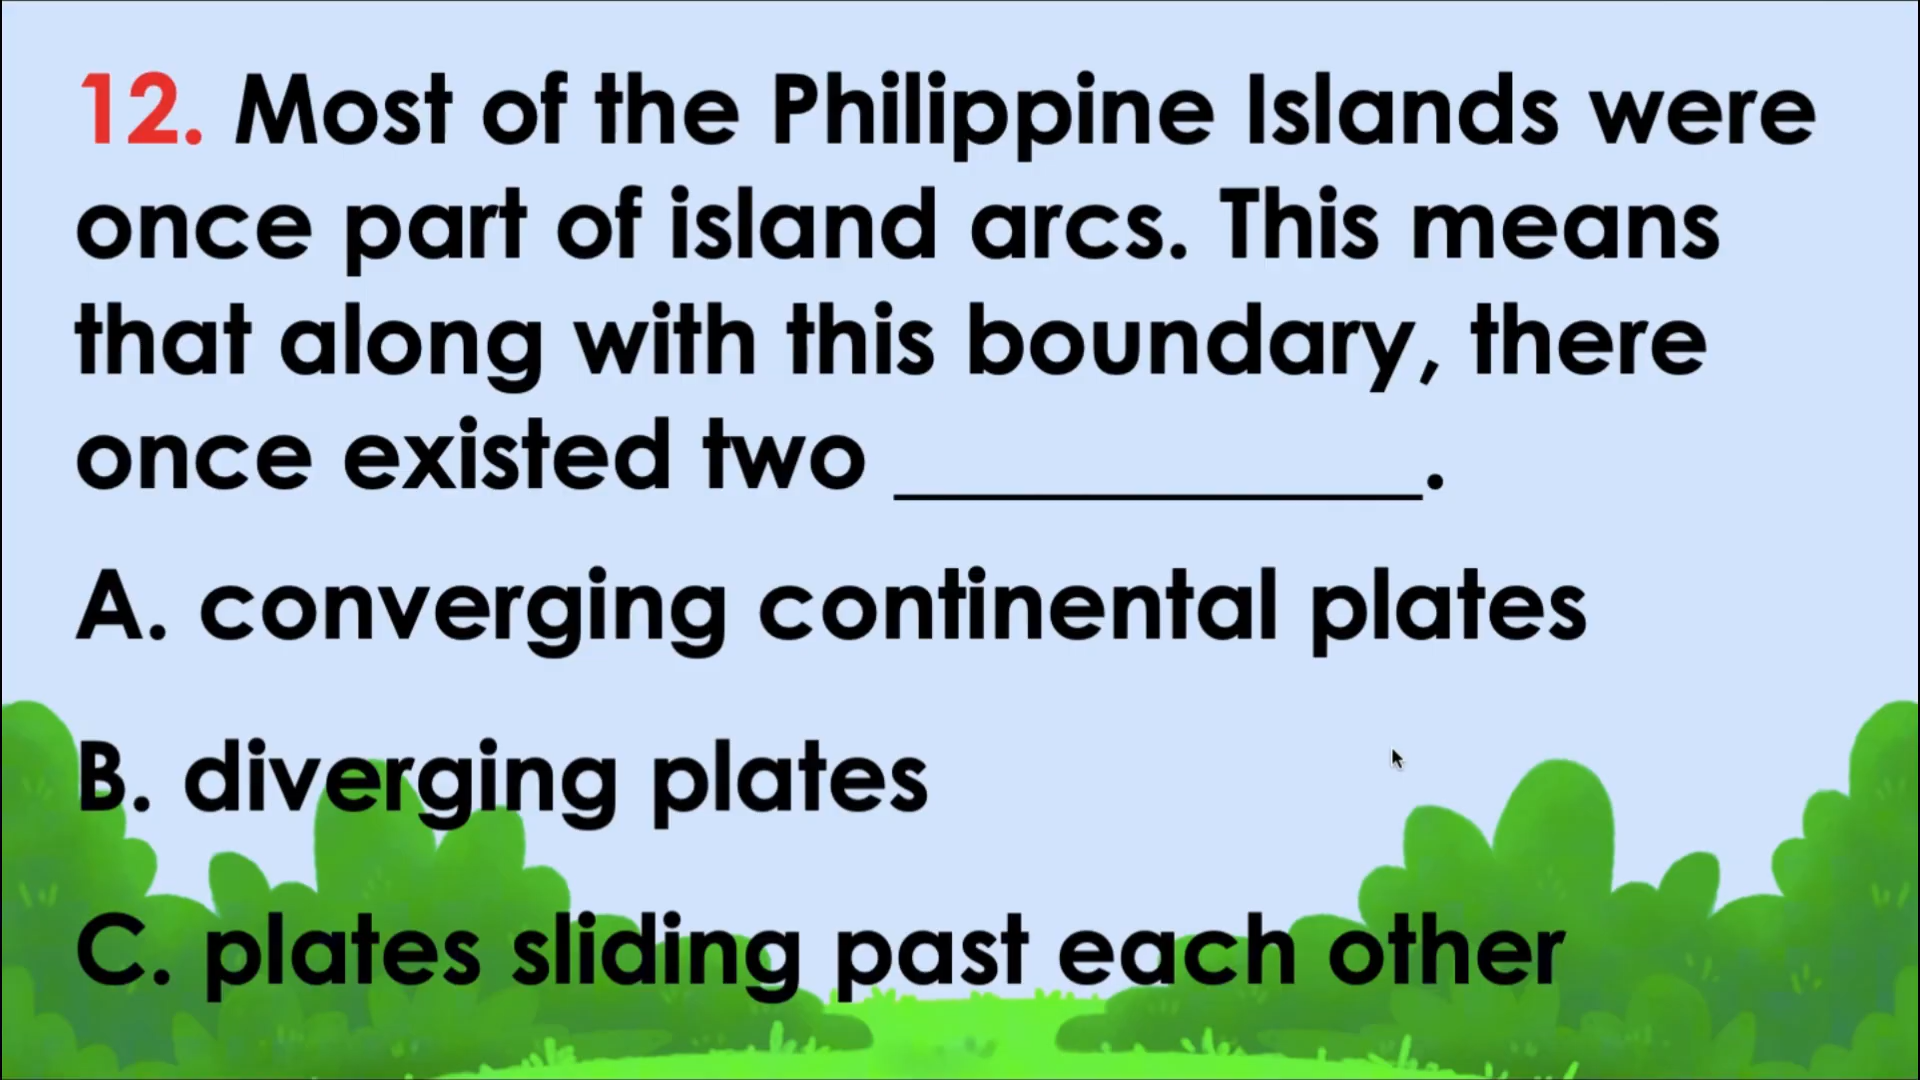 12. Most of the Philippine Islands were
once part of island arcs. This means
that along with this boundary, there
once existed two ____________.
A. converging continental plates
B. diverging plates
C. plates sliding past each other